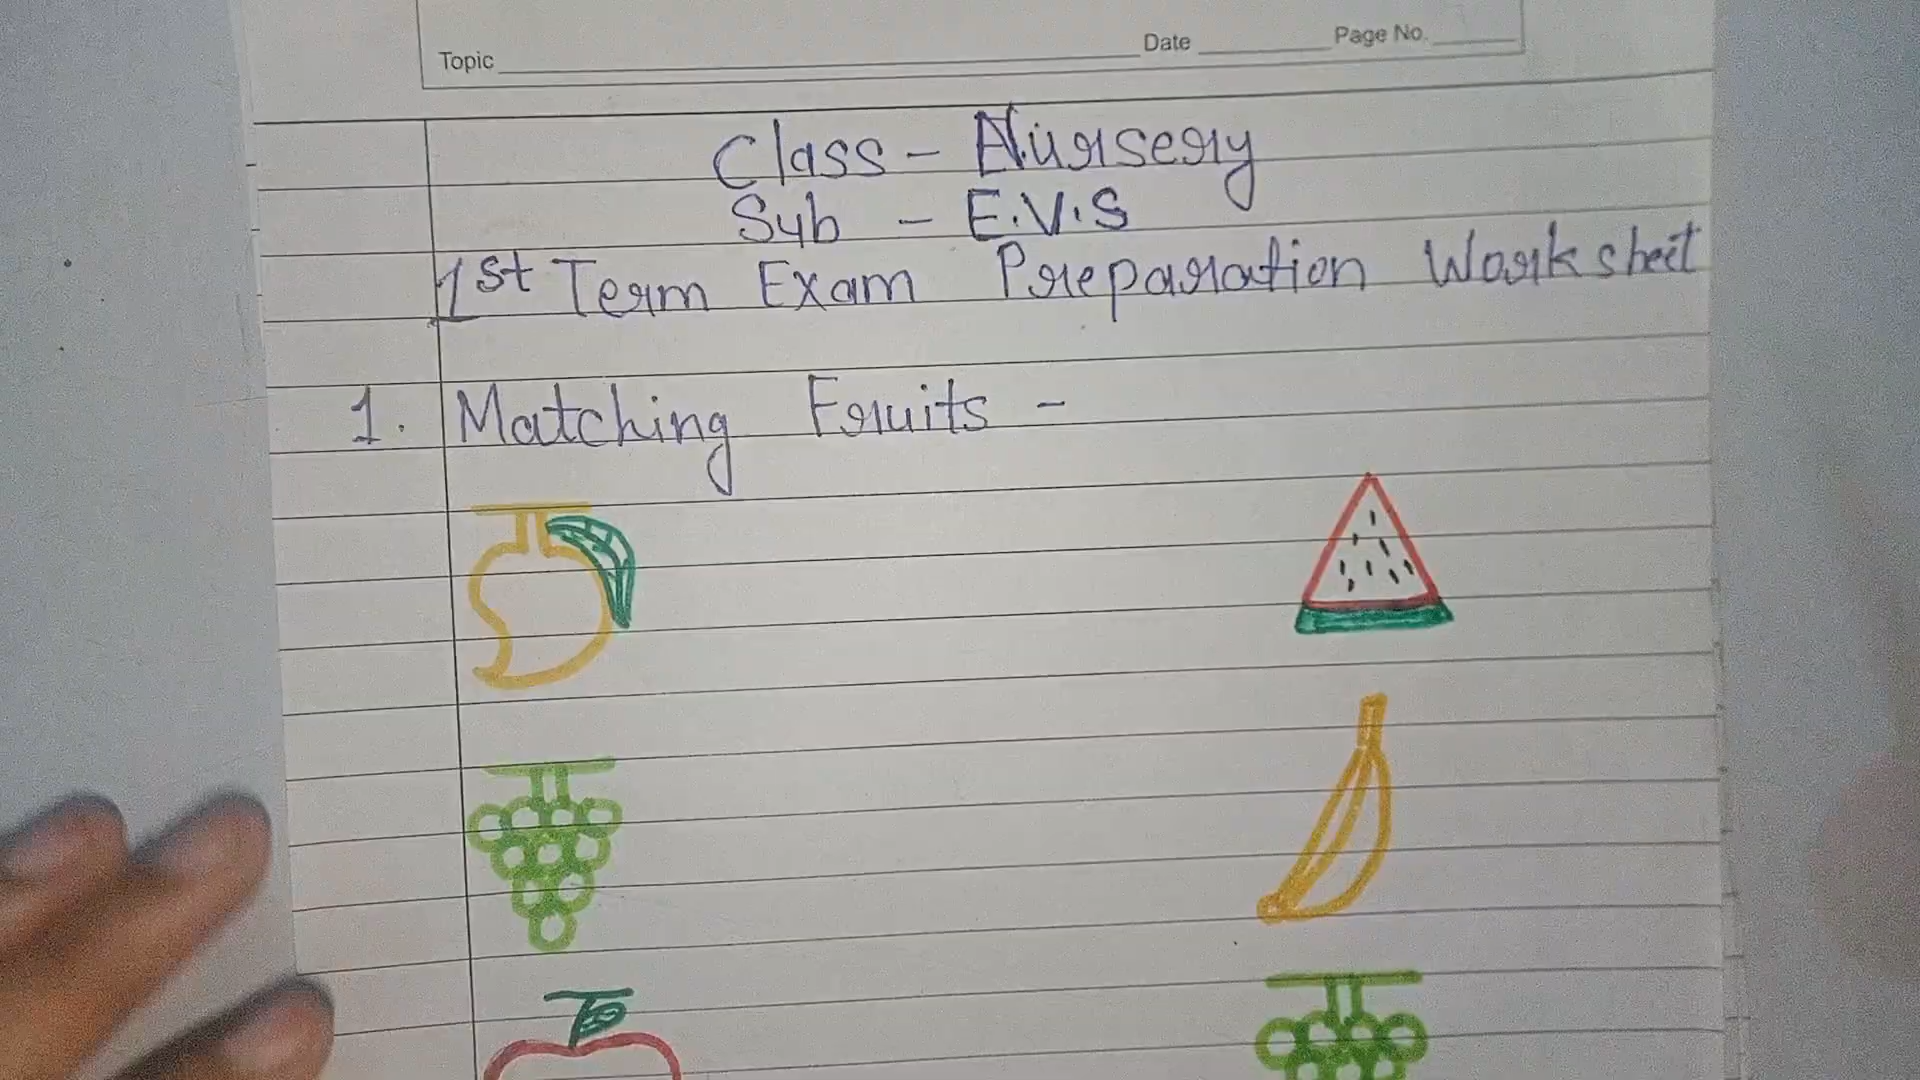 Topic Date Page No.
Class - Nursery
Sub - E.V.S
1st Term Exam Preparation Worksheet
1. Matching Fruits -